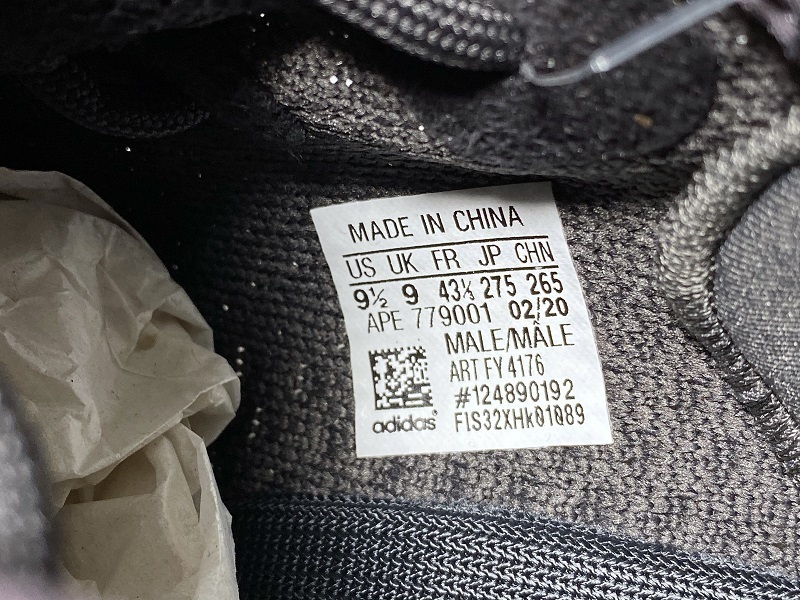 MADE IN CHINA
US UK FR JP CHN
9½ 9 43⅓ 275 265
APE 779001 02/20
MALE/MÂLE
ART FY4176
#124890192
adidas® FIS32XHk01089